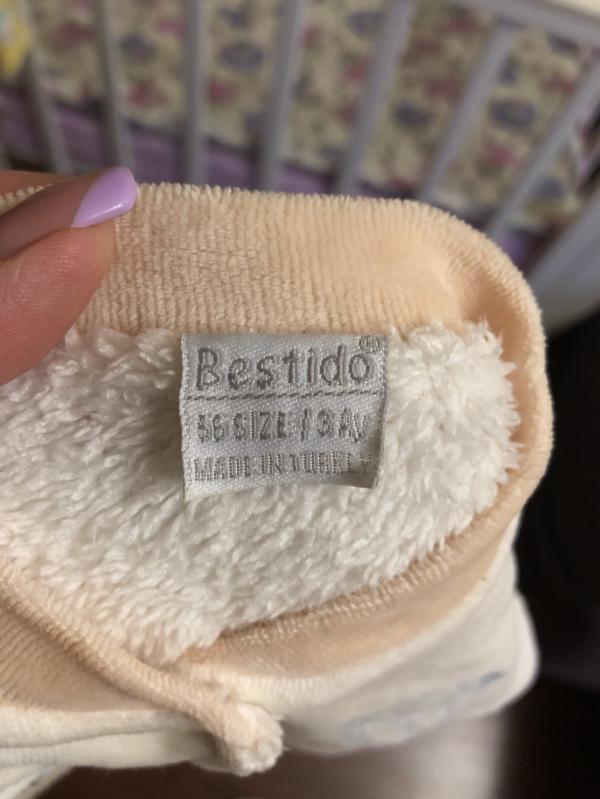 Bestido®
56 SIZE / 3 Ay
MADE IN TURKEY